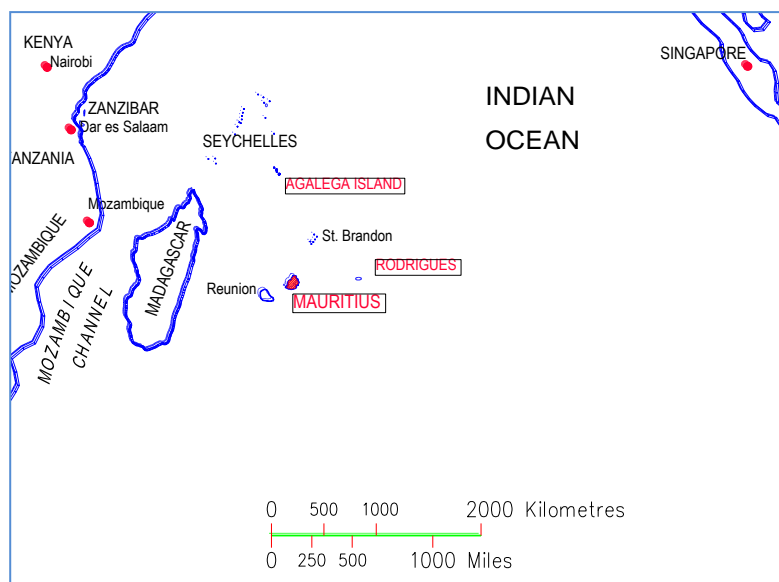 KENYA
Nairobi
SINGAPORE
INDIAN
OCEAN
ZANZIBAR
Dar es Salaam
SEYCHELLES
ANZANIA
AGALEGA ISLAND
Mozambique
MOZAMBIQUE
MADAGASCAR
St. Brandon
RODRIGUES
Reunion
MAURITIUS
MOZAMBIQUE
CHANNEL
0 500 1000 2000 Kilometres
0 250 500 1000 Miles